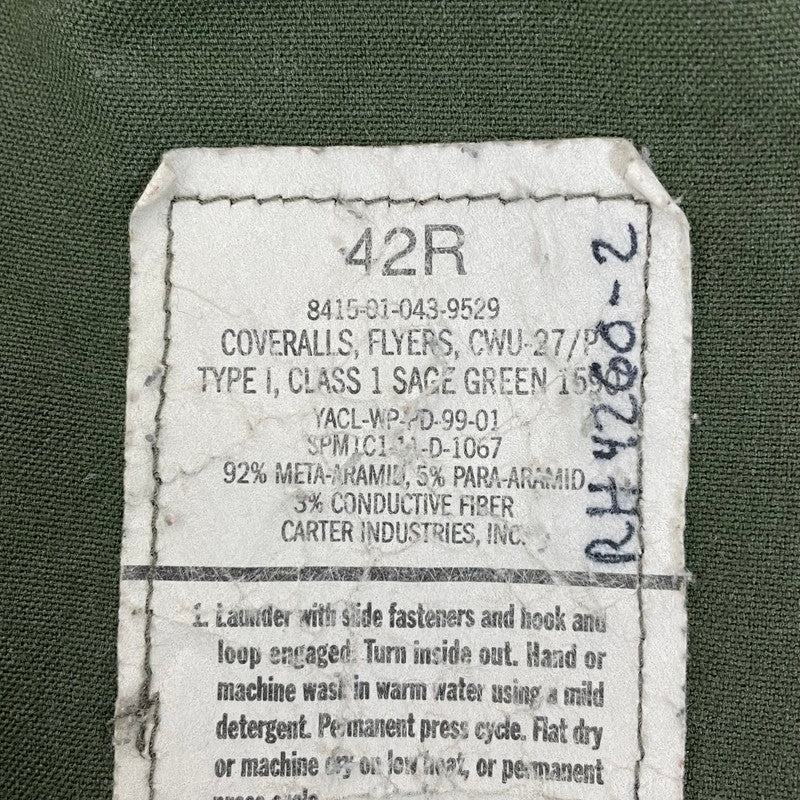 42R
8415-01-043-9529
COVERALLS, FLYERS, CWU-27/P
TYPE I, CLASS 1 SAGE GREEN
YACL-WP-PD-99-01
SPM1C1-11-D-1067
92% META-ARAMID, 5% PARA-ARAMID
3% CONDUCTIVE FIBER
CARTER INDUSTRIES, INC.
RH4260-2
1. Launder with slide fasteners and hook and
loop engaged. Turn inside out. Hand or
machine wash in warm water using a mild
detergent. Permanent press cycle. Flat dry
or machine dry on low heat, or permanent
press cycle.